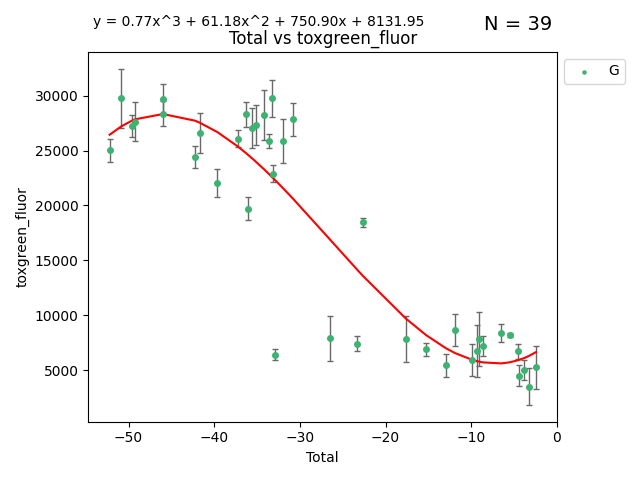 y = 0.77x^3 + 61.18x^2 + 750.90x + 8131.95
N = 39
Total vs toxgreen_fluor
G
30000
25000
20000
15000
10000
5000
toxgreen_fluor
−50
−40
−30
−20
−10
0
Total